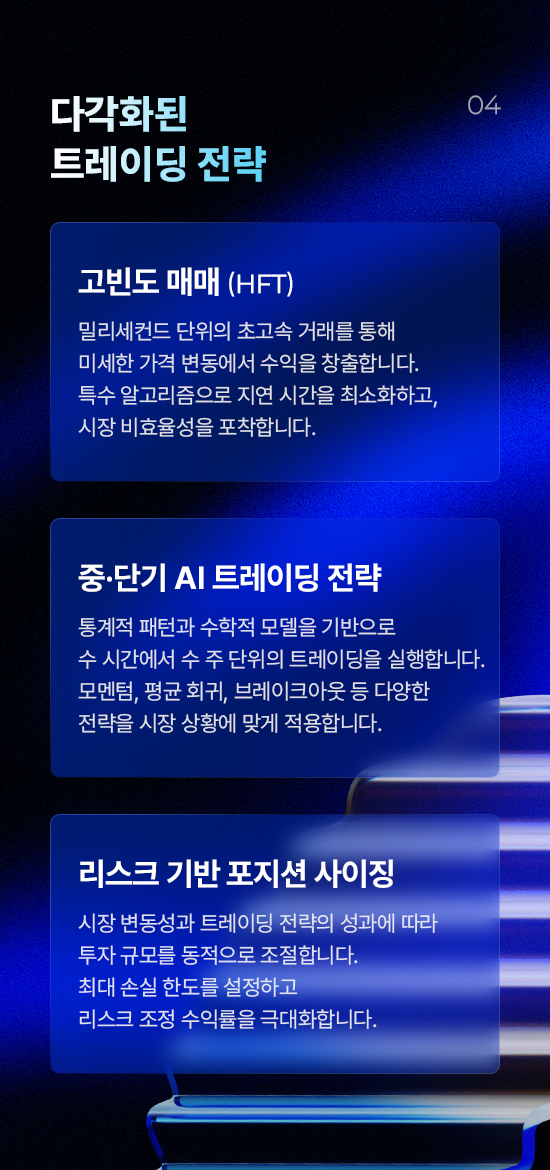 다각화된
04
트레이딩 전략
고빈도 매매 (HFT)
밀리세컨드 단위의 초고속 거래를 통해
미세한 가격 변동에서 수익을 창출합니다.
특수 알고리즘으로 지연 시간을 최소화하고,
시장 비효율성을 포착합니다.
중·단기 AI 트레이딩 전략
통계적 패턴과 수학적 모델을 기반으로
수 시간에서 수 주 단위의 트레이딩을 실행합니다.
모멘텀, 평균 회귀, 브레이크아웃 등 다양한
전략을 시장 상황에 맞게 적용합니다.
리스크 기반 포지션 사이징
시장 변동성과 트레이딩 전략의 성과에 따라
투자 규모를 동적으로 조절합니다.
최대 손실 한도를 설정하고
리스크 조정 수익률을 극대화합니다.